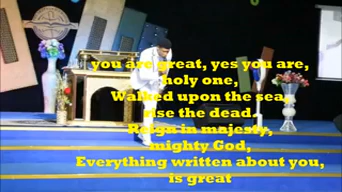 you are great, yes you are,
holy one,
Walked upon the sea,
rise the dead.
Reign in majesty,
mighty God,
Everything written about you,
is great